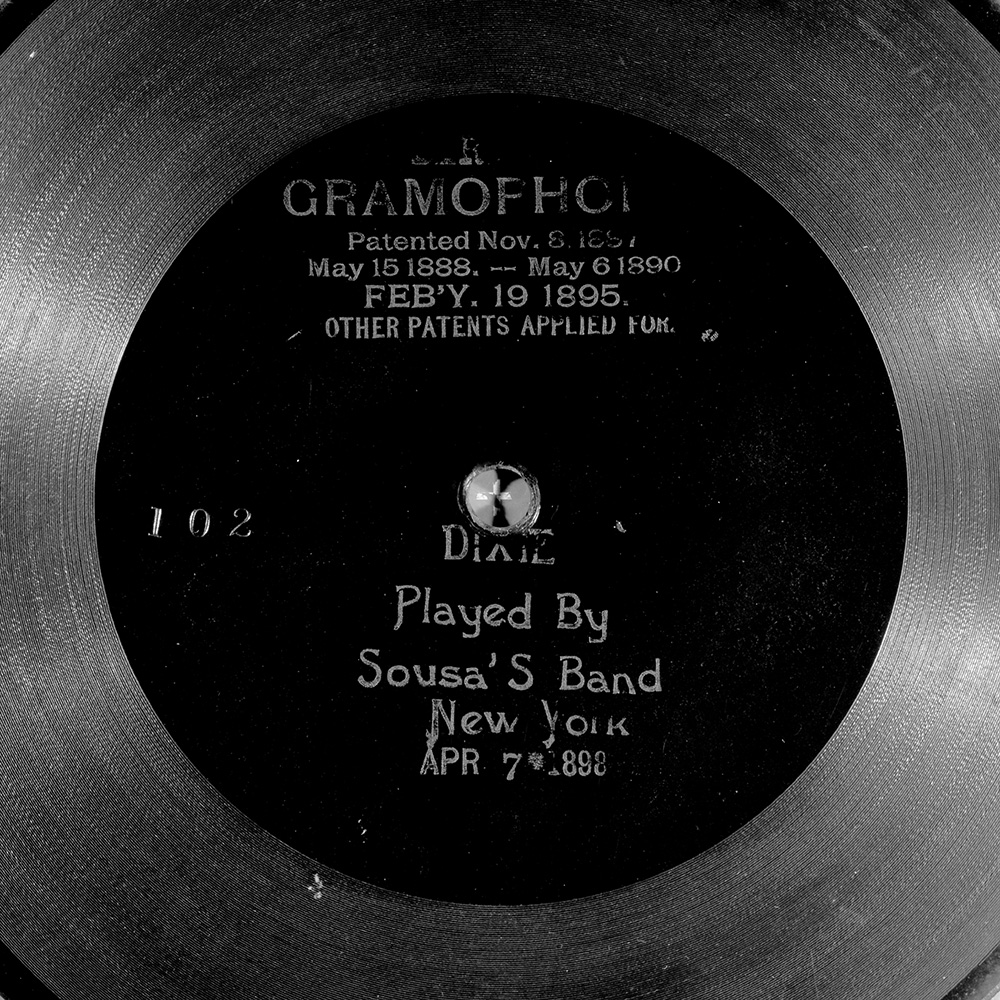 Patented Nov. 8. 1887
May 15 1888. -- May 6 1890
FEB'Y. 19 1895.
OTHER PATENTS APPLIED FOR.
102
DIXIE
Played By
Sousa'S Band
New York
APR 7 1898